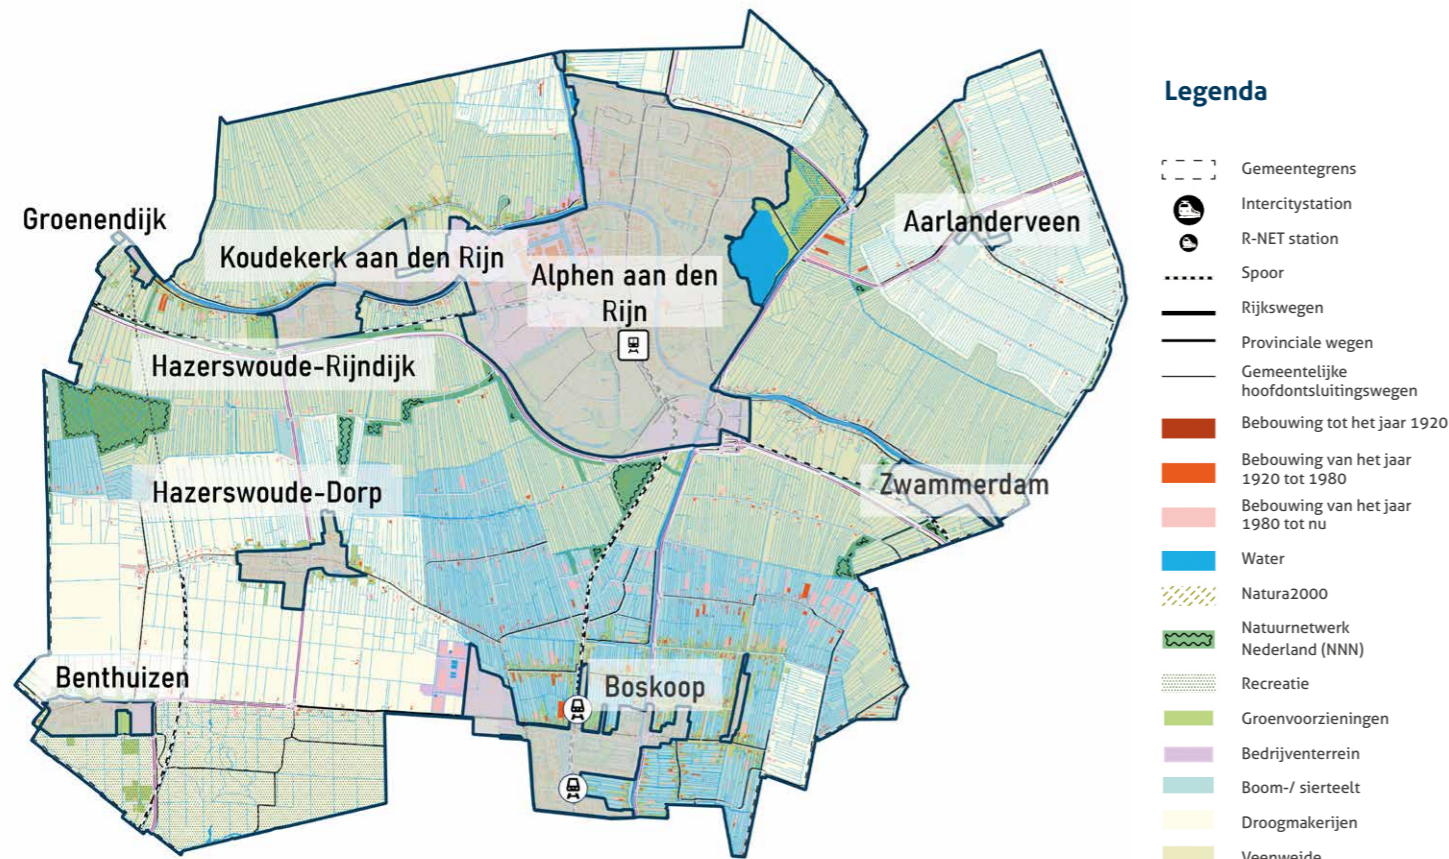 Groenendijk
Koudekerk aan den Rijn
Alphen aan den
Rijn
Aarlanderveen
Hazerswoude-Rijndijk
Hazerswoude-Dorp
Zwammerdam
Benthuizen
Boskoop
Legenda
Gemeentegrens
Intercitystation
R-NET station
Spoor
Rijkswegen
Provinciale wegen
Gemeentelijke
hoofdontsluitingswegen
Bebouwing tot het jaar 1920
Bebouwing van het jaar
1920 tot 1980
Bebouwing van het jaar
1980 tot nu
Water
Natura2000
Natuurnetwerk
Nederland (NNN)
Recreatie
Groenvoorzieningen
Bedrijventerrein
Boom-/ sierteelt
Droogmakerijen
Veenweide